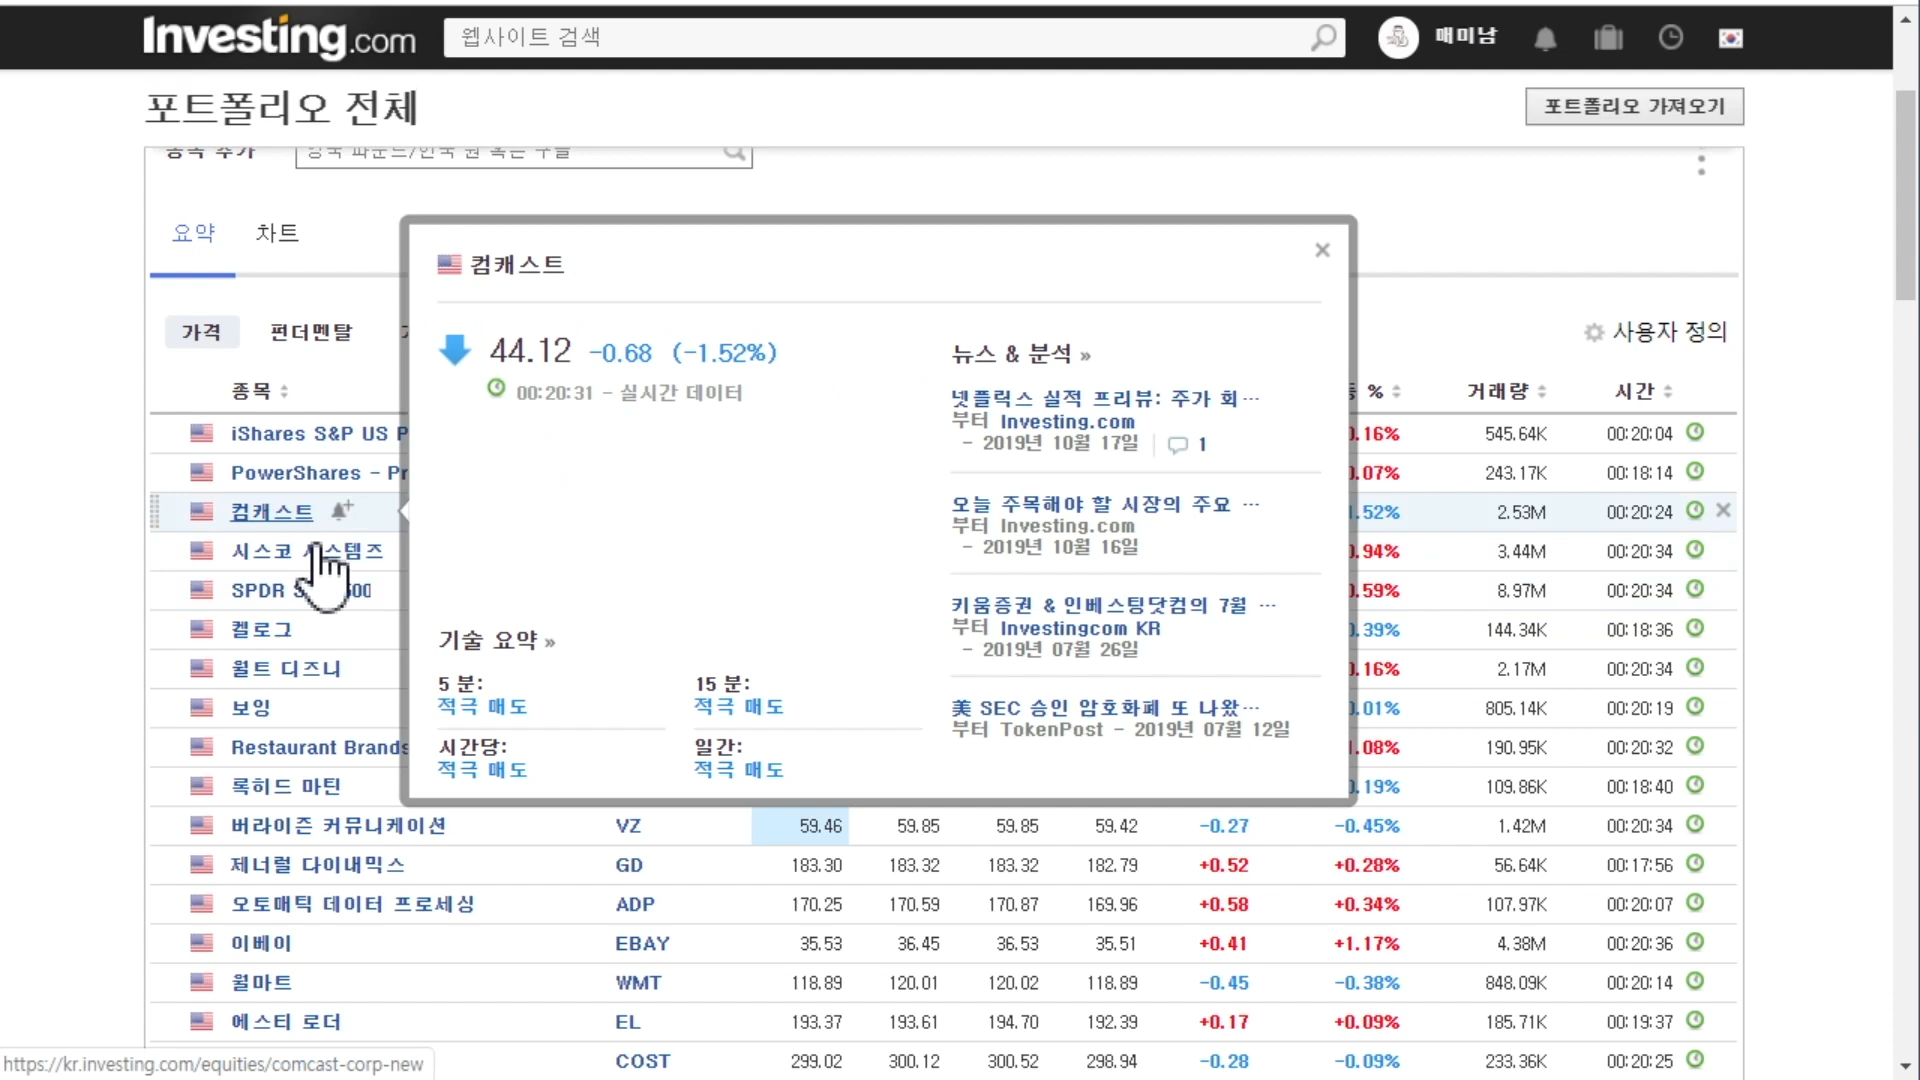 Investing.com
웹사이트 검색
매미남
포트폴리오 전체
포트폴리오 가져오기
종목 추가
요약
차트
컴캐스트
44.12 -0.68 (-1.52%)
00:20:31 - 실시간 데이터
기술 요약 »
5 분:
적극 매도
15 분:
적극 매도
시간당:
적극 매도
일간:
적극 매도
뉴스 & 분석 »
넷플릭스 실적 프리뷰: 주가 회…
부터 Investing.com
- 2019년 10월 17일 1
오늘 주목해야 할 시장의 주요 …
부터 Investing.com
- 2019년 10월 16일
키움증권 & 인베스팅닷컴의 7월 …
부터 Investingcom KR
- 2019년 07월 26일
美 SEC 승인 암호화폐 또 나왔…
부터 TokenPost - 2019년 07월 12일
가격 펀더멘탈
사용자 정의
종목 % 거래량 시간
iShares S&P US P .16% 545.64K 00:20:04
PowerShares - Pr .07% 243.17K 00:18:14
컴캐스트 .52% 2.53M 00:20:24
시스코 시스템즈 .94% 3.44M 00:20:34
SPDR .59% 8.97M 00:20:34
켈로그 .39% 144.34K 00:18:36
월트 디즈니 .16% 2.17M 00:20:34
보잉 .01% 805.14K 00:20:19
Restaurant Brands .08% 190.95K 00:20:32
록히드 마틴 .19% 109.86K 00:18:40
버라이즌 커뮤니케이션 VZ 59.46 59.85 59.85 59.42 -0.27 -0.45% 1.42M 00:20:34
제너럴 다이내믹스 GD 183.30 183.32 183.32 182.79 +0.52 +0.28% 56.64K 00:17:56
오토매틱 데이터 프로세싱 ADP 170.25 170.59 170.87 169.96 +0.58 +0.34% 107.97K 00:20:07
이베이 EBAY 35.53 36.45 36.53 35.51 +0.41 +1.17% 4.38M 00:20:36
월마트 WMT 118.89 120.01 120.02 118.89 -0.45 -0.38% 848.09K 00:20:14
에스티 로더 EL 193.37 193.61 194.70 192.39 +0.17 +0.09% 185.71K 00:19:37
COST 299.02 300.12 300.52 298.94 -0.28 -0.09% 233.36K 00:20:25
https://kr.investing.com/equities/comcast-corp-new